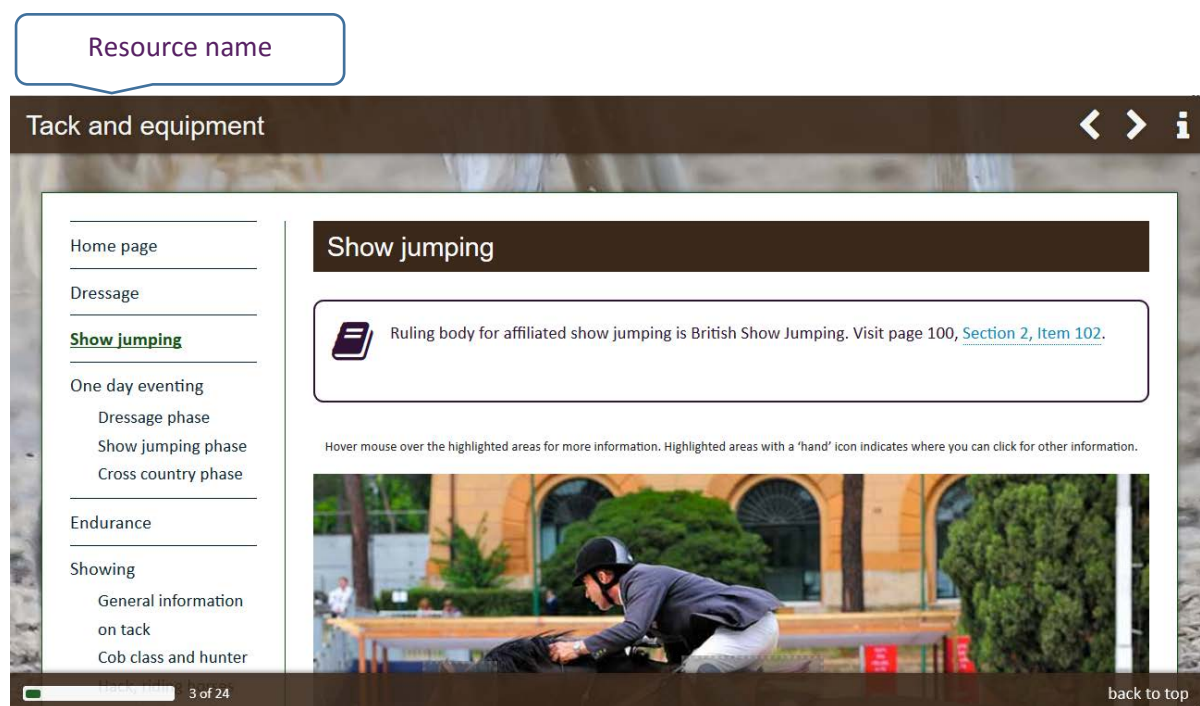 Resource name
Tack and equipment
Home page
Dressage
Show jumping
One day eventing
Dressage phase
Show jumping phase
Cross country phase
Endurance
Showing
General information
on tack
Cob class and hunter
Hack, riding horses
Show jumping
Ruling body for affiliated show jumping is British Show Jumping. Visit page 100, Section 2, Item 102.
Hover mouse over the highlighted areas for more information. Highlighted areas with a ‘hand’ icon indicates where you can click for other information.
3 of 24
back to top